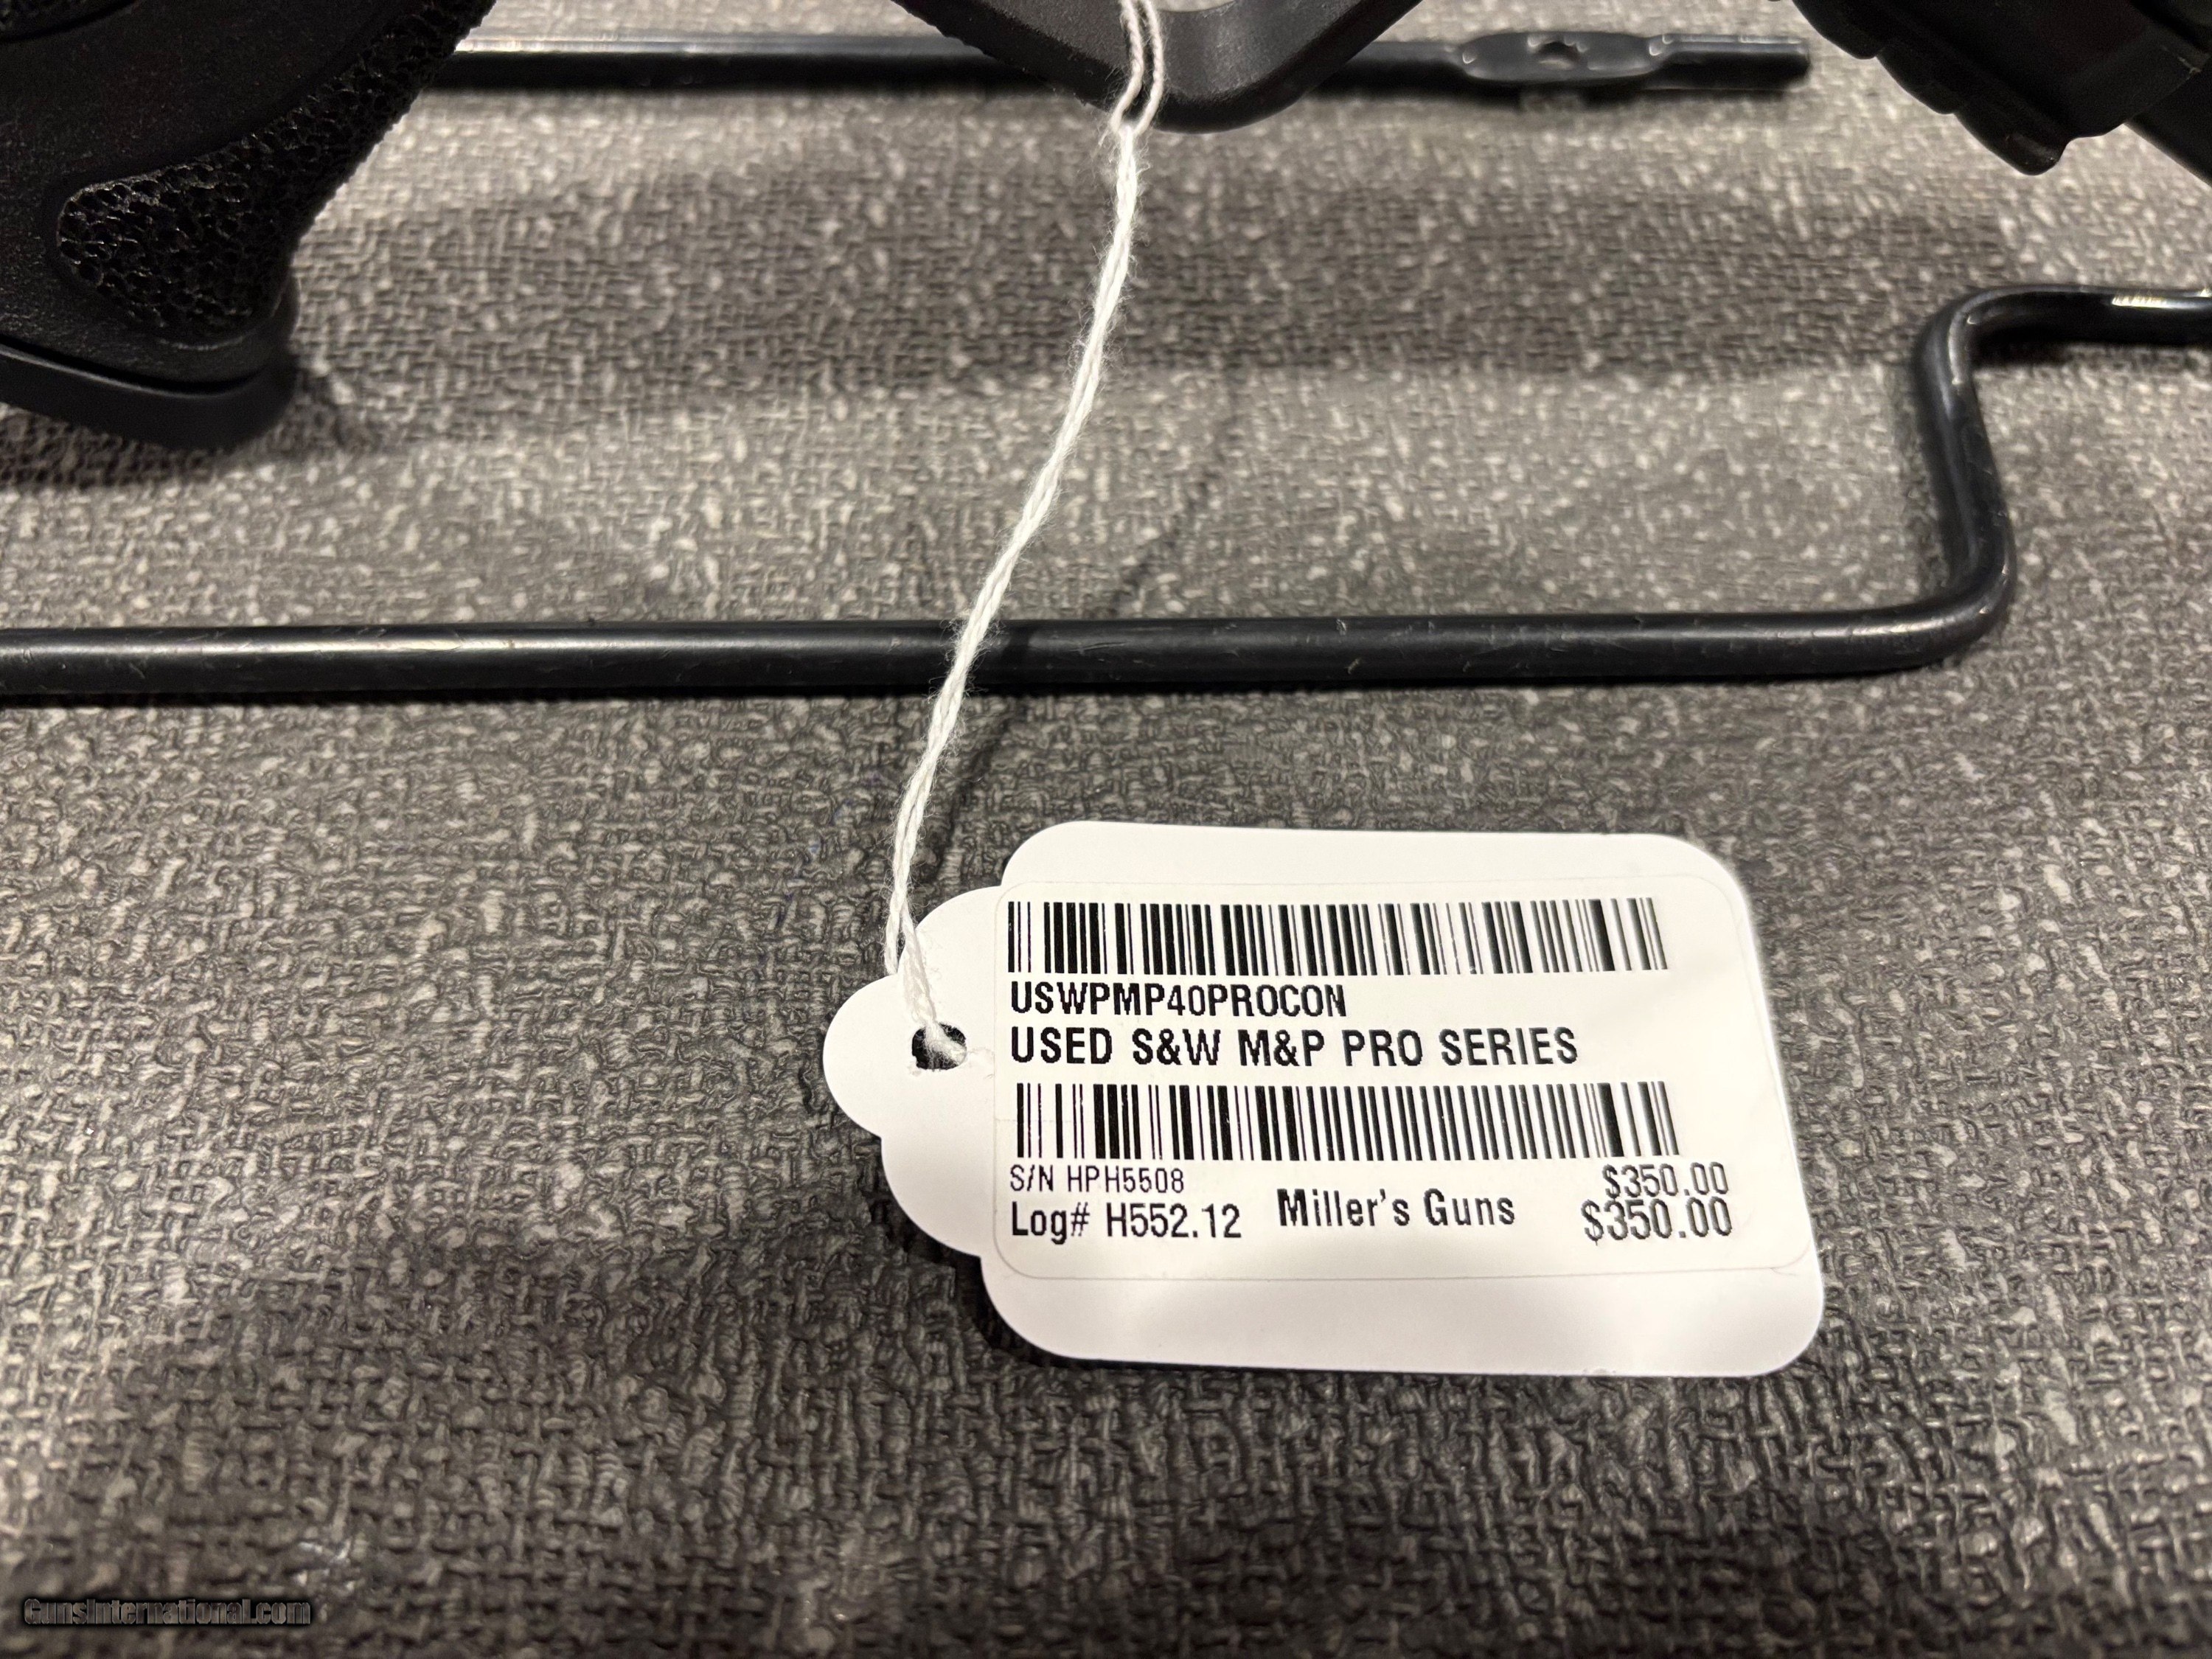 USWPMP40PROCON
USED S&W M&P PRO SERIES
S/N HPH5508
$350.00
Log# H552.12
Miller's Guns
$350.00
GunsInternational.com